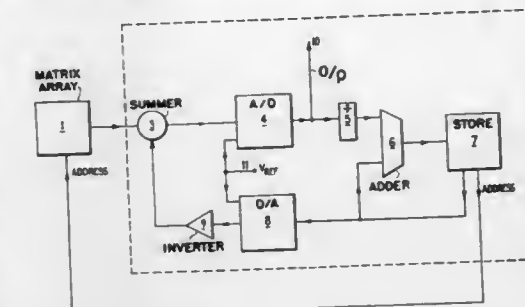 10
O/P
MATRIX
ARRAY
1
SUMMER
3
A/D
4
÷
5
6
ADDER
STORE
7
ADDRESS
ADDRESS
11
VREF
D/A
8
9
INVERTER